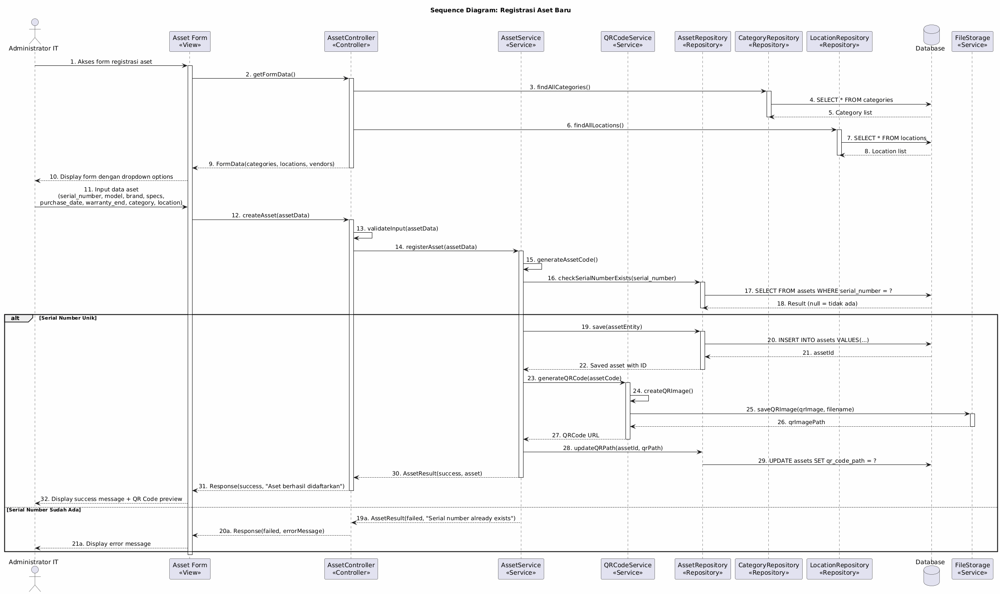 Sequence Diagram: Registrasi Aset Baru
Administrator IT
Asset Form
«View»
AssetController
«Controller»
AssetService
«Service»
QRCodeService
«Service»
AssetRepository
«Repository»
CategoryRepository
«Repository»
LocationRepository
«Repository»
Database
FileStorage
«Service»
1. Akses form registrasi aset
2. getFormData()
3. findAllCategories()
4. SELECT * FROM categories
5. Category list
6. findAllLocations()
7. SELECT * FROM locations
8. Location list
9. FormData(categories, locations, vendors)
10. Display form dengan dropdown options
11. Input data aset
(serial_number, model, brand, specs,
purchase_date, warranty_end, category, location)
12. createAsset(assetData)
13. validateInput(assetData)
14. registerAsset(assetData)
15. generateAssetCode()
16. checkSerialNumberExists(serial_number)
17. SELECT FROM assets WHERE serial_number = ?
18. Result (null = tidak ada)
alt [Serial Number Unik]
19. save(assetEntity)
20. INSERT INTO assets VALUES(...)
21. assetId
22. Saved asset with ID
23. generateQRCode(assetCode)
24. createQRImage()
25. saveQRImage(qrImage, filename)
26. qrImagePath
27. QRCode URL
28. updateQRPath(assetId, qrPath)
29. UPDATE assets SET qr_code_path = ?
30. AssetResult(success, asset)
31. Response(success, "Aset berhasil didaftarkan")
32. Display success message + QR Code preview
[Serial Number Sudah Ada]
19a. AssetResult(failed, "Serial number already exists")
20a. Response(failed, errorMessage)
21a. Display error message
Administrator IT
Asset Form
«View»
AssetController
«Controller»
AssetService
«Service»
QRCodeService
«Service»
AssetRepository
«Repository»
CategoryRepository
«Repository»
LocationRepository
«Repository»
Database
FileStorage
«Service»